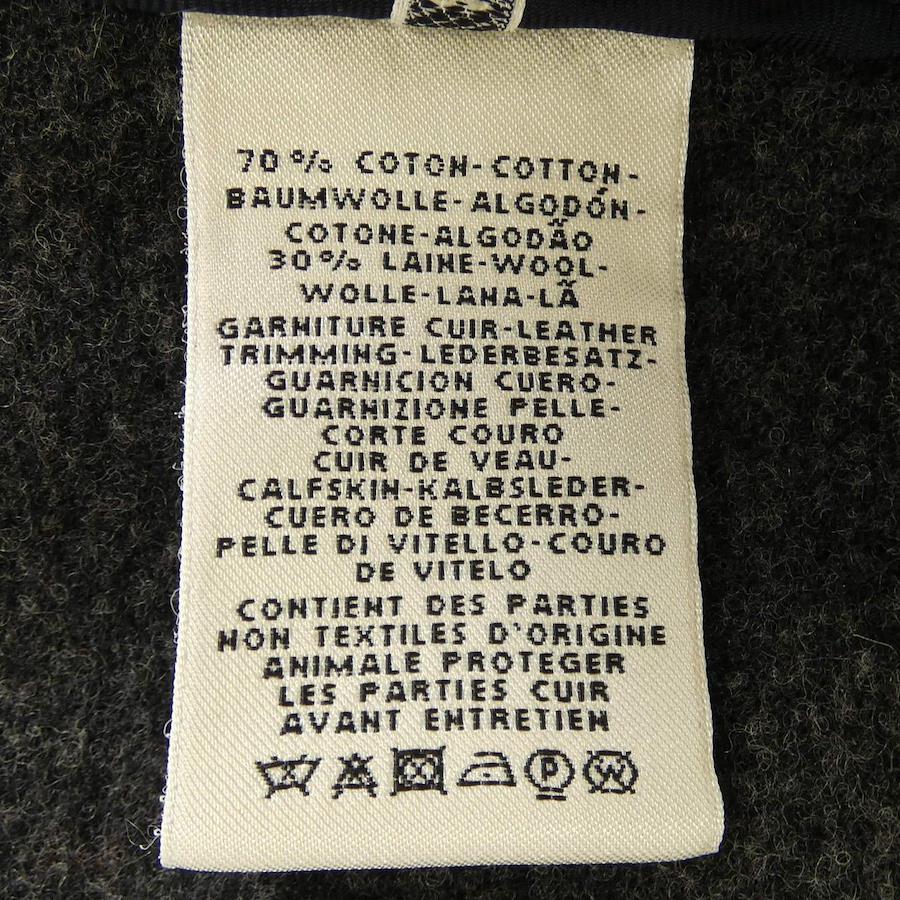 70 % COTON-COTTON-
BAUMWOLLE-ALGODÓN-
COTONE-ALGODÃO
30% LAINE-WOOL-
WOLLE-LANA-LÃ
GARNITURE CUIR-LEATHER
TRIMMING-LEDERBESATZ-
GUARNICION CUERO-
GUARNIZIONE PELLE-
CORTE COURO
CUIR DE VEAU-
CALFSKIN-KALBSLEDER-
CUERO DE BECERRO-
PELLE DI VITELLO-COURO
DE VITELO
CONTIENT DES PARTIES
NON TEXTILES D'ORIGINE
ANIMALE PROTEGER
LES PARTIES CUIR
AVANT ENTRETIEN
P W